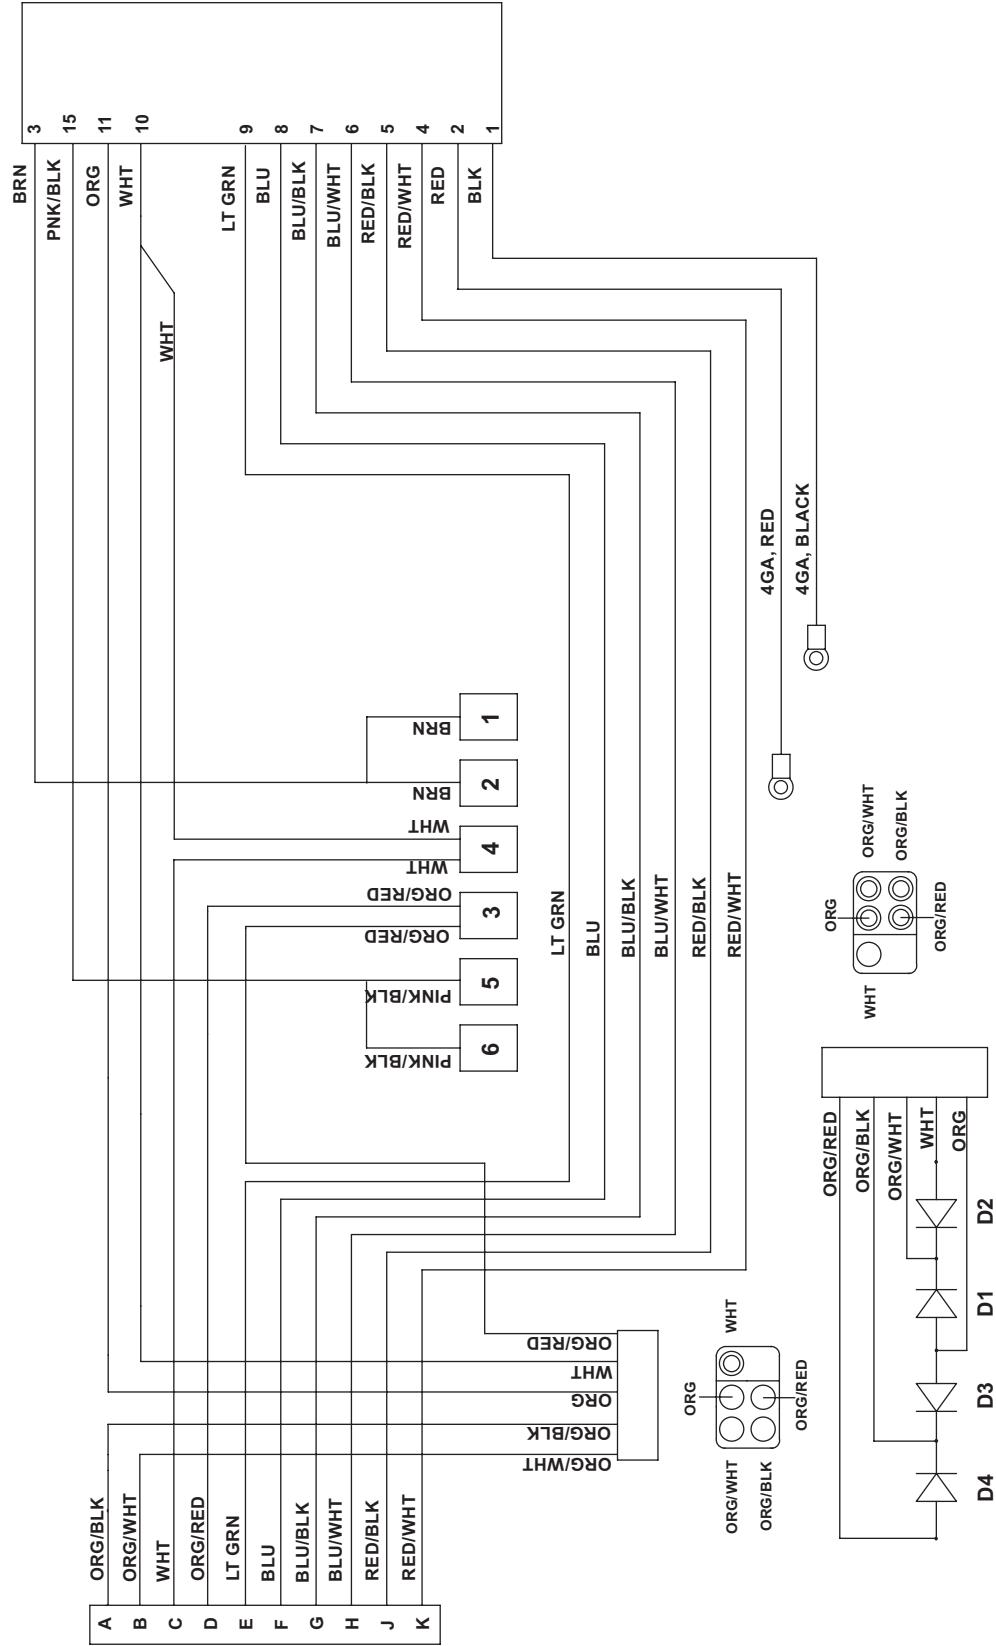 3
15
11
10
9
8
7
6
5
4
2
1
BRN
PNK/BLK
ORG
WHT
LT GRN
BLU
BLU/BLK
BLU/WHT
RED/BLK
RED/WHT
RED
BLK
WHT
4GA, RED
4GA, BLACK
BRN
1
BRN
2
WHT
WHT
4
ORG/RED
ORG/RED
3
PINK/BLK
5
PINK/BLK
6
LT GRN
BLU
BLU/BLK
BLU/WHT
RED/BLK
RED/WHT
ORG
ORG/WHT
ORG/BLK
WHT
ORG/RED
ORG/RED
ORG/BLK
ORG/WHT
WHT
ORG
D2
D1
D3
D4
ORG/RED
WHT
ORG
ORG/BLK
ORG/WHT
WHT
ORG
ORG/RED
ORG/WHT
ORG/BLK
ORG/BLK
ORG/WHT
WHT
ORG/RED
LT GRN
BLU
BLU/BLK
BLU/WHT
RED/BLK
RED/WHT
A
B
C
D
E
F
G
H
J
K